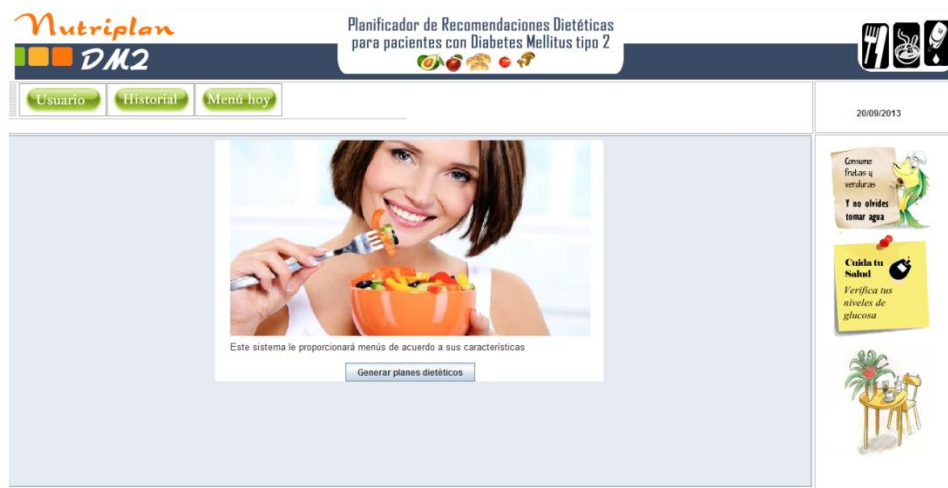 Nutriplan
DM2
Planificador de Recomendaciones Dietéticas
para pacientes con Diabetes Mellitus tipo 2
Usuario
Historial
Menú hoy
20/09/2013
Consume
frutas y
verduras
Y no olvides
tomar agua
Cuida tu
Salud
Verifica tus
niveles de
glucosa
Este sistema le proporcionará menús de acuerdo a sus características
Generar planes dietéticos